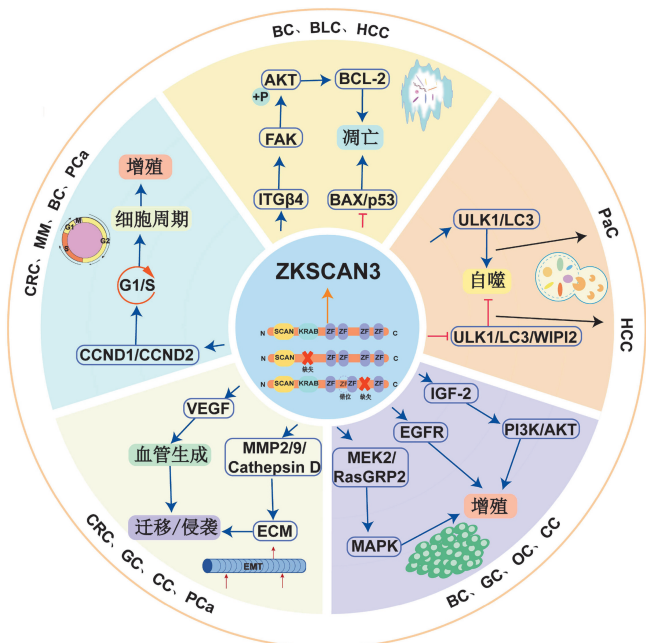 BC、BLC、HCC
AKT
BCL-2
+P
FAK
凋亡
ITGβ4
BAX/p53
CRC、MM、BC、PCa
增殖
细胞周期
G1
M
G2
S
G1/S
CCND1/CCND2
PaC
HCC
ULK1/LC3
自噬
ULK1/LC3/WIPI2
ZKSCAN3
N SCAN KRAB ZF ZF ZF ZF C
N SCAN ZF ZF ZF ZF C
缺失
N SCAN KRAB ZF ZF ZF ZF C
错位 缺失
VEGF
血管生成
MMP2/9/
Cathepsin D
迁移/侵袭
ECM
EMT
CRC、GC、CC、PCa
IGF-2
EGFR
PI3K/AKT
MEK2/
RasGRP2
增殖
MAPK
BC、GC、OC、CC